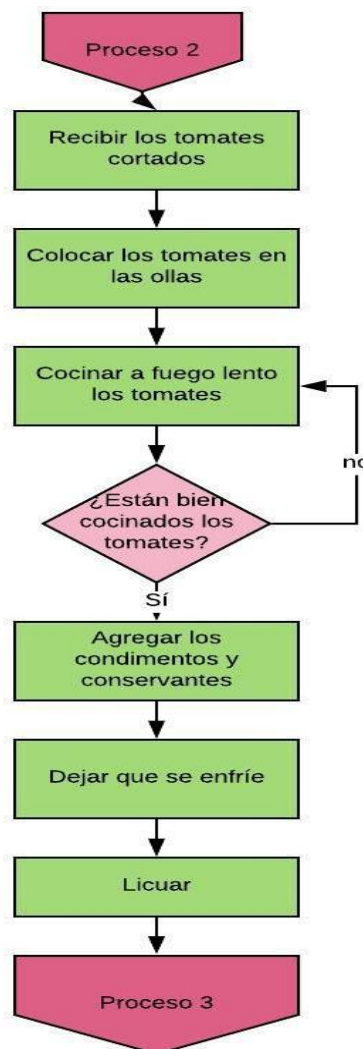 Proceso 2
Recibir los tomates
cortados
Colocar los tomates en
las ollas
Cocinar a fuego lento
los tomates
¿Están bien
cocinados los
tomates?
no
Sí
Agregar los
condimentos y
conservantes
Dejar que se enfríe
Licuar
Proceso 3